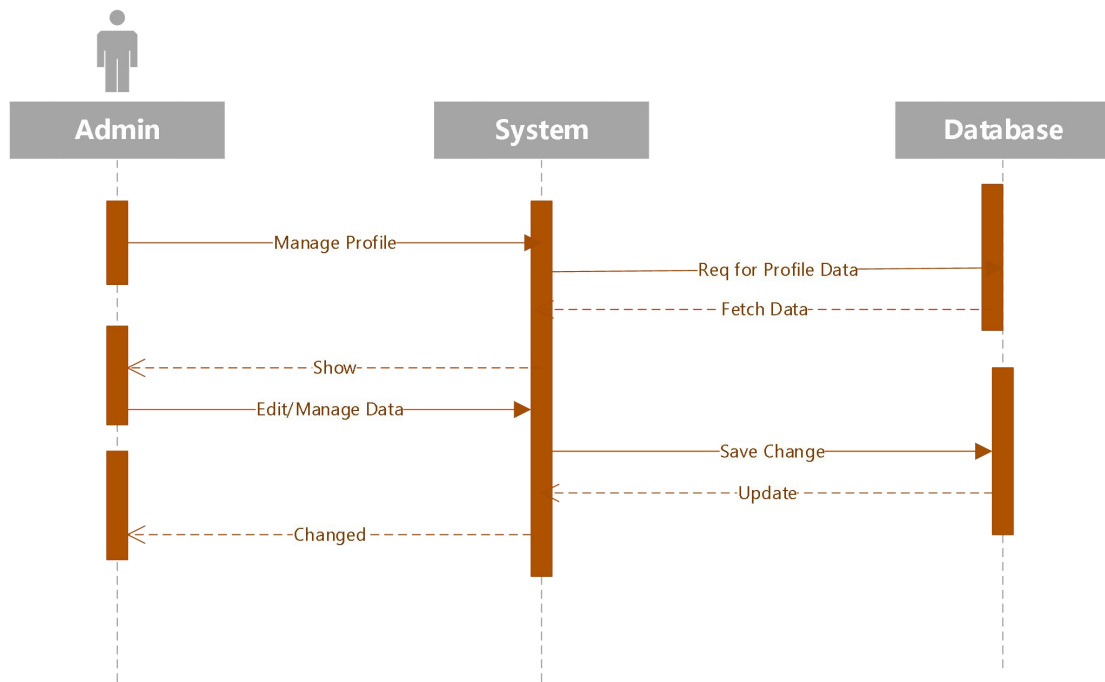 Admin
System
Database
Manage Profile
Req for Profile Data
Fetch Data
Show
Edit/Manage Data
Save Change
Update
Changed